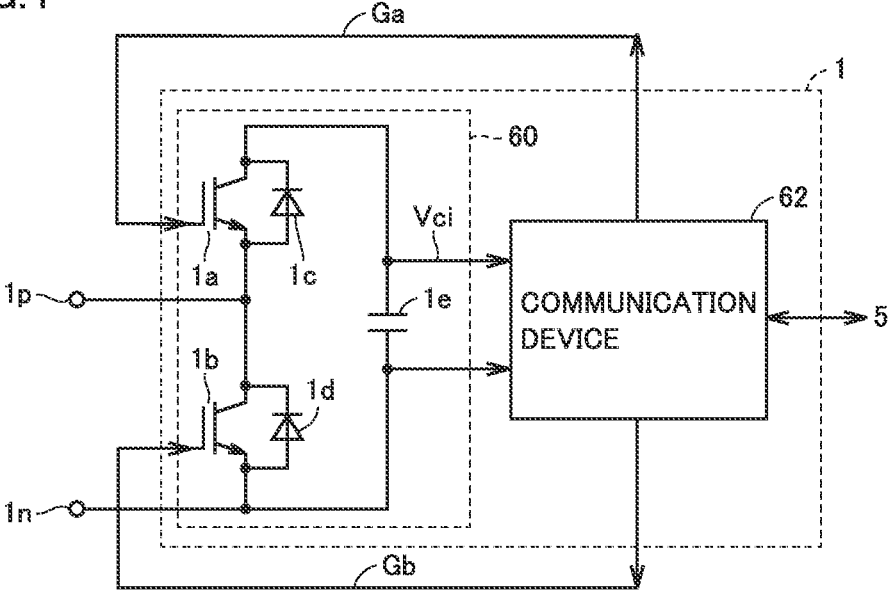 Ga
1
60
62
Vci
1a
1c
1p
1e
COMMUNICATION
DEVICE
5
1b
1d
1n
Gb